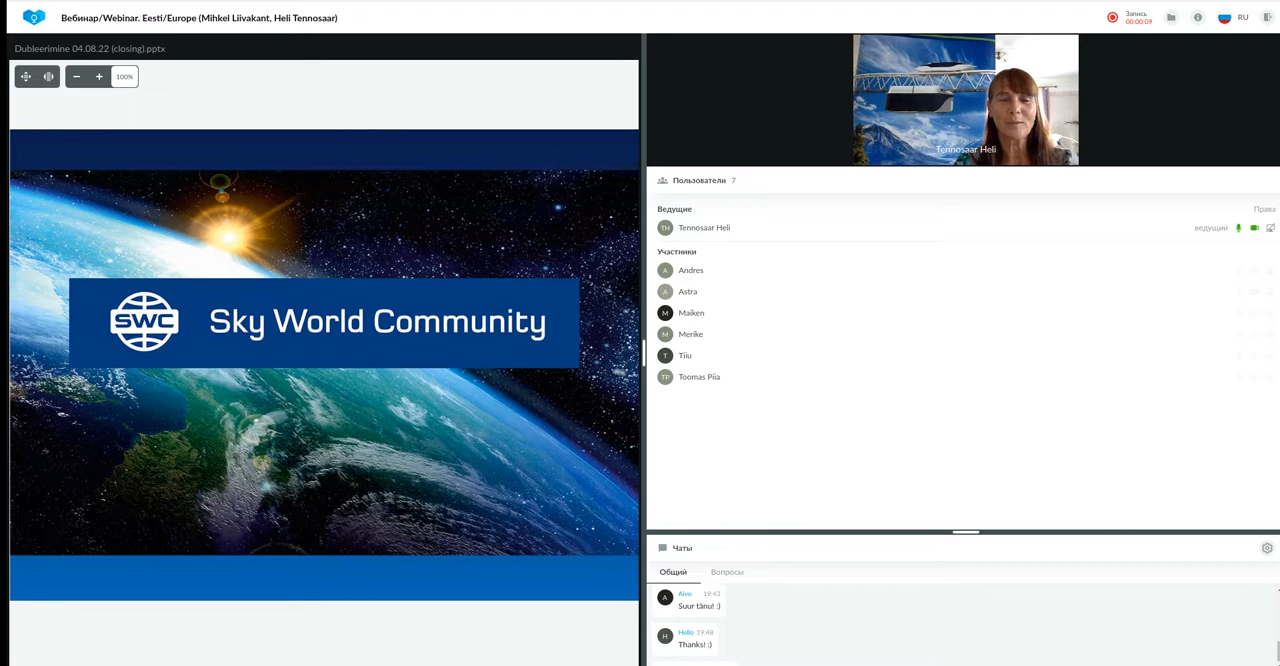 Вебинар/Webinar. Eesti/Europe (Mihkel Liivakant, Heli Tennosaar)
Запись
00:00:09
RU
Dubleerimine 04.08.22 (closing).pptx
100%
SWC Sky World Community
Tennosaar Heli
Пользователи 7
Ведущие
Права
TH Tennosaar Heli
ведущий
Участники
A Andres
A Astra
M Maiken
M Merike
T Tiiu
TP Toomas Piia
Чаты
Общий
Вопросы
A Aivo 19:43
Suur tänu! :)
H Hello 19:48
Thanks! :)